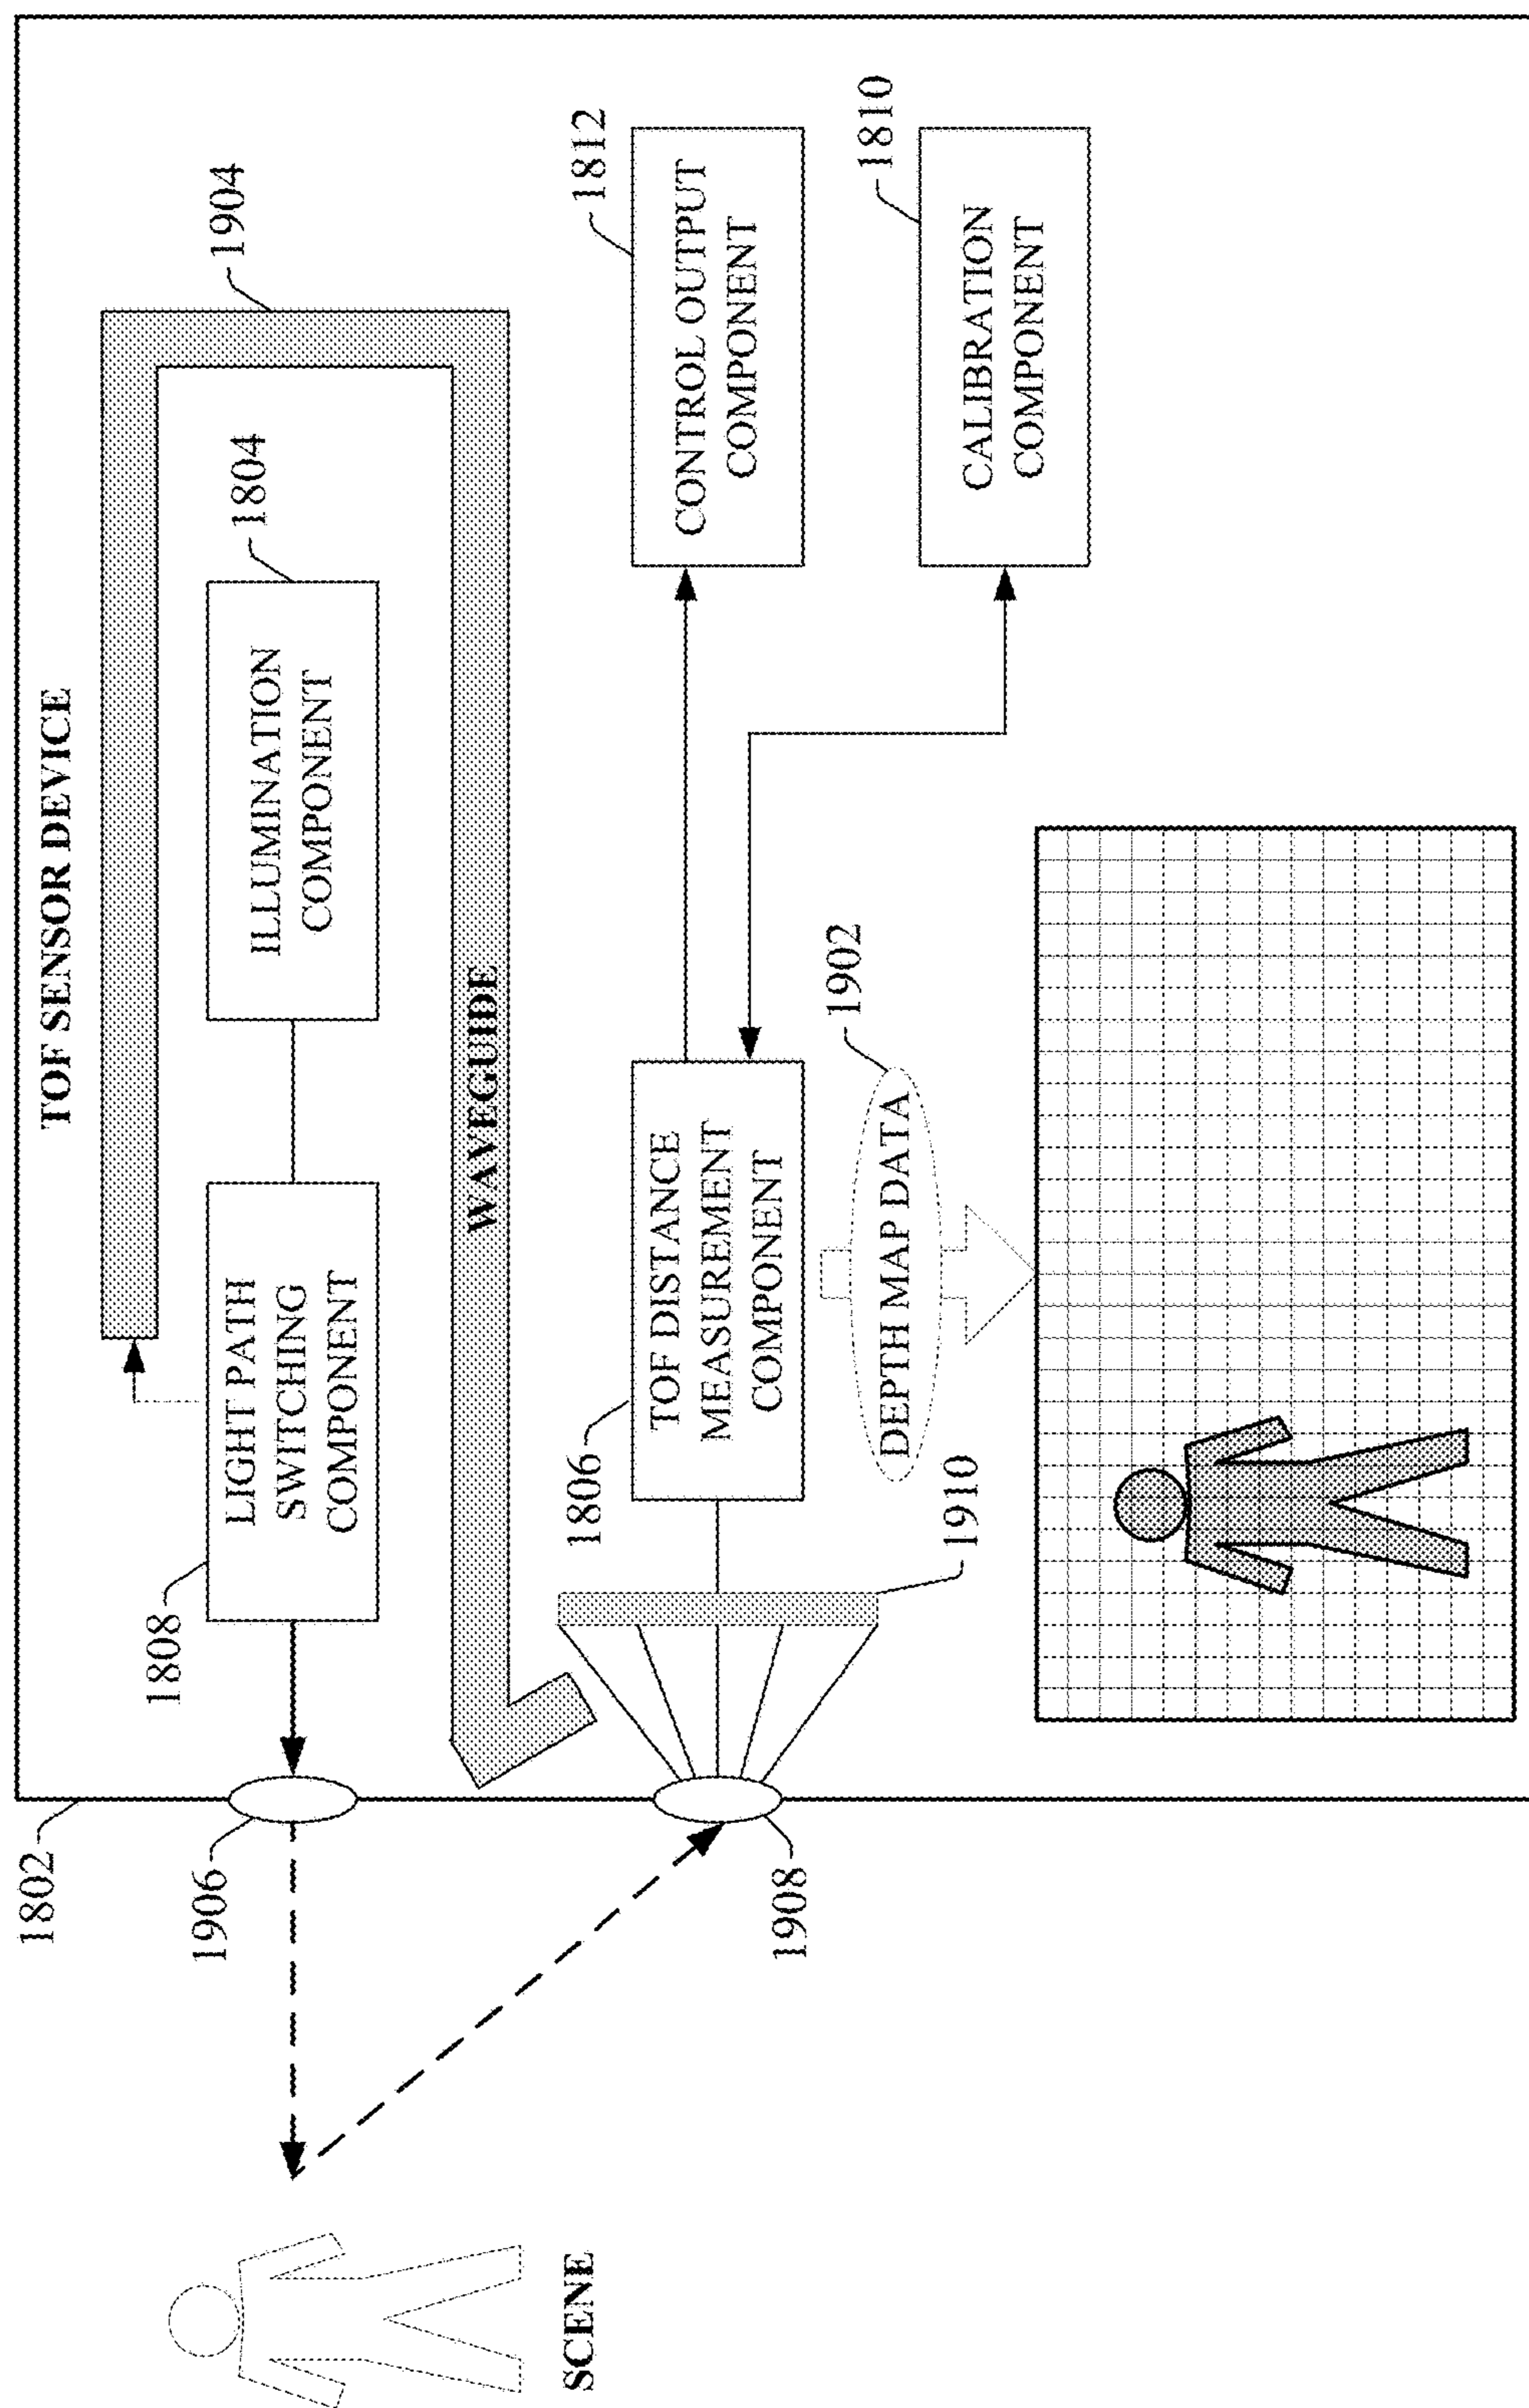 TOF SENSOR DEVICE
1802
1808
LIGHT PATH
SWITCHING
COMPONENT
ILLUMINATION
COMPONENT
1804
1904
1906
WAVEGUIDE
SCENE
1908
1806
TOF DISTANCE
MEASUREMENT
COMPONENT
1812
CONTROL OUTPUT
COMPONENT
1810
CALIBRATION
COMPONENT
1910
DEPTH MAP DATA
1902